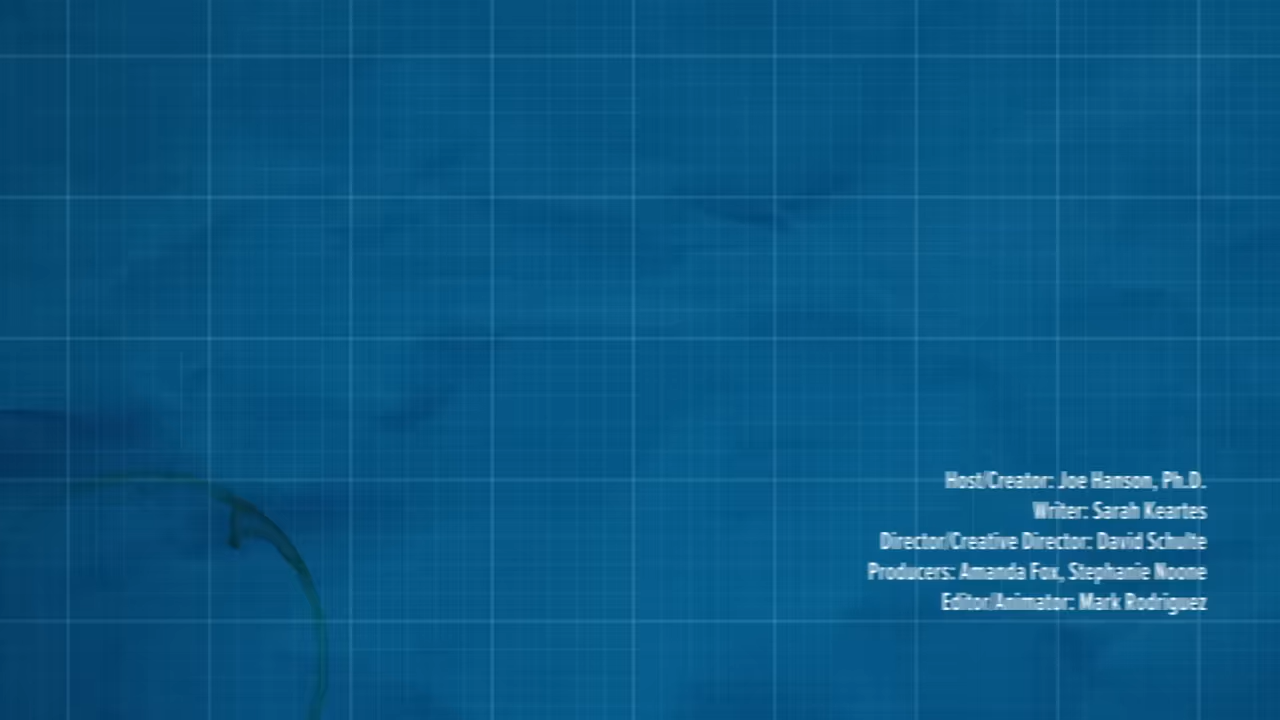 Host/Creator: Joe Hanson, Ph.D.
Writer: Sarah Keartes
Director/Creative Director: David Schulte
Producers: Amanda Fox, Stephanie Noone
Editor/Animator: Mark Rodriguez